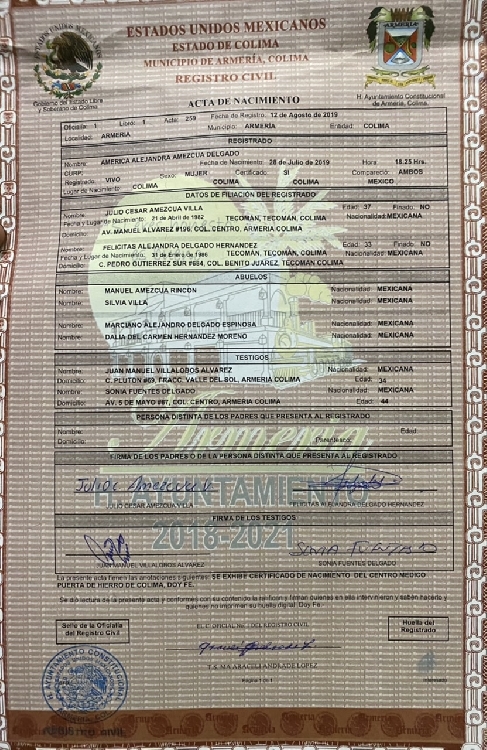 ESTADOS UNIDOS MEXICANOS
ESTADO DE COLIMA
MUNICIPIO DE ARMERÍA, COLIMA
REGISTRO CIVIL
Gobierno del Estado Libre y Soberano de Colima
H. Ayuntamiento Constitucional de Armería, Colima.
ACTA DE NACIMIENTO
Oficialía: 1 Libro: 1 Acta: 259 Fecha de Registro: 12 de Agosto de 2019
Localidad: ARMERÍA Municipio: ARMERÍA Entidad: COLIMA
REGISTRADO
Nombre: AMERICA ALEJANDRA AMEZCUA DELGADO Fecha de Nacimiento: 28 de Julio de 2019 Hora 18:25 Hrs.
CURP: Sexo: MUJER Certificado: SI Compareció: AMBOS
Registrado: VIVO
Lugar de Nacimiento: COLIMA COLIMA COLIMA MEXICO
DATOS DE FILIACIÓN DEL REGISTRADO
Nombre: JULIO CESAR AMEZCUA VILLA Edad: 37 Finado: NO
Fecha y Lugar de Nacimiento: 21 de Abril de 1982 TECOMÁN, TECOMÁN, COLIMA Nacionalidad: MEXICANA
Domicilio: AV. MANUEL ALVAREZ #196, COL. CENTRO, ARMERIA COLIMA
Nombre: FELICITAS ALEJANDRA DELGADO HERNANDEZ Edad: 33 Finado: NO
Fecha y Lugar de Nacimiento: 31 de Enero de 1986 TECOMÁN, TECOMÁN, COLIMA Nacionalidad: MEXICANA
Domicilio: C. PEDRO GUTIERREZ SUR #684, COL. BENITO JUÁREZ, TECOMAN COLIMA
ABUELOS
Nombre: MANUEL AMEZCUA RINCON Nacionalidad: MEXICANA
Nombre: SILVIA VILLA Nacionalidad: MEXICANA
Nombre: MARCIANO ALEJANDRO DELGADO ESPINOSA Nacionalidad: MEXICANA
Nombre: DALIA DEL CARMEN HERNANDEZ MORENO Nacionalidad: MEXICANA
TESTIGOS
Nombre: JUAN MANUEL VILLALOBOS ALVAREZ Nacionalidad: MEXICANA
Domicilio: C. PLUTON #69, FRACC. VALLE DEL SOL, ARMERIA COLIMA Edad: 34
Nombre: SONIA FUENTES DELGADO Nacionalidad: MEXICANA
Domicilio: AV. 5 DE MAYO #67, COL. CENTRO, ARMERIA COLIMA Edad: 44
PERSONA DISTINTA DE LOS PADRES QUE PRESENTA AL REGISTRADO
Nombre: Edad:
Domicilio: Parentesco:
Armería
FIRMA DE LOS PADRES O DE LA PERSONA DISTINTA QUE PRESENTA AL REGISTRADO
Julio c Amezcua V
H. AYUNTAMIENTO
JULIO CESAR AMEZCUA VILLA FELICITAS ALEJANDRA DELGADO HERNANDEZ
FIRMA DE LOS TESTIGOS
2018-2021
JUAN MANUEL VILLALOBOS ALVAREZ SONIA FUENTES DELGADO
La presente acta tiene las anotaciones siguientes: SE EXHIBE CERTIFICADO DE NACIMIENTO DEL CENTRO MEDICO
PUERTA DE HIERRO DE COLIMA, DOY FE.
Se dió lectura de la presente acta y conformes con su contenido la ratifican y firman quienes en ella intervinieron y saben hacerlo y
quienes no imprimen su huella digital. Doy Fe.
Sello de la Oficialía del Registro Civil
EL C. OFICIAL No. 1 DEL REGISTRO CIVIL
Huella del Registrado
T.S. MA ARACELI ANDRADE LOPEZ
Página 1 de 1
H. AYUNTAMIENTO CONSTITUCIONAL